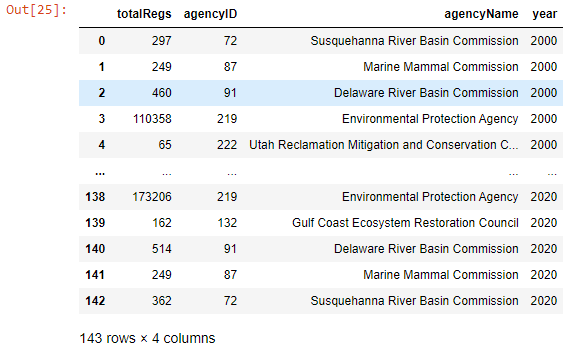 Out[25]:
totalRegs agencyID agencyName year
0 297 72 Susquehanna River Basin Commission 2000
1 249 87 Marine Mammal Commission 2000
2 460 91 Delaware River Basin Commission 2000
3 110358 219 Environmental Protection Agency 2000
4 65 222 Utah Reclamation Mitigation and Conservation C... 2000
... ... ... ... ...
138 173206 219 Environmental Protection Agency 2020
139 162 132 Gulf Coast Ecosystem Restoration Council 2020
140 514 91 Delaware River Basin Commission 2020
141 249 87 Marine Mammal Commission 2020
142 362 72 Susquehanna River Basin Commission 2020
143 rows × 4 columns